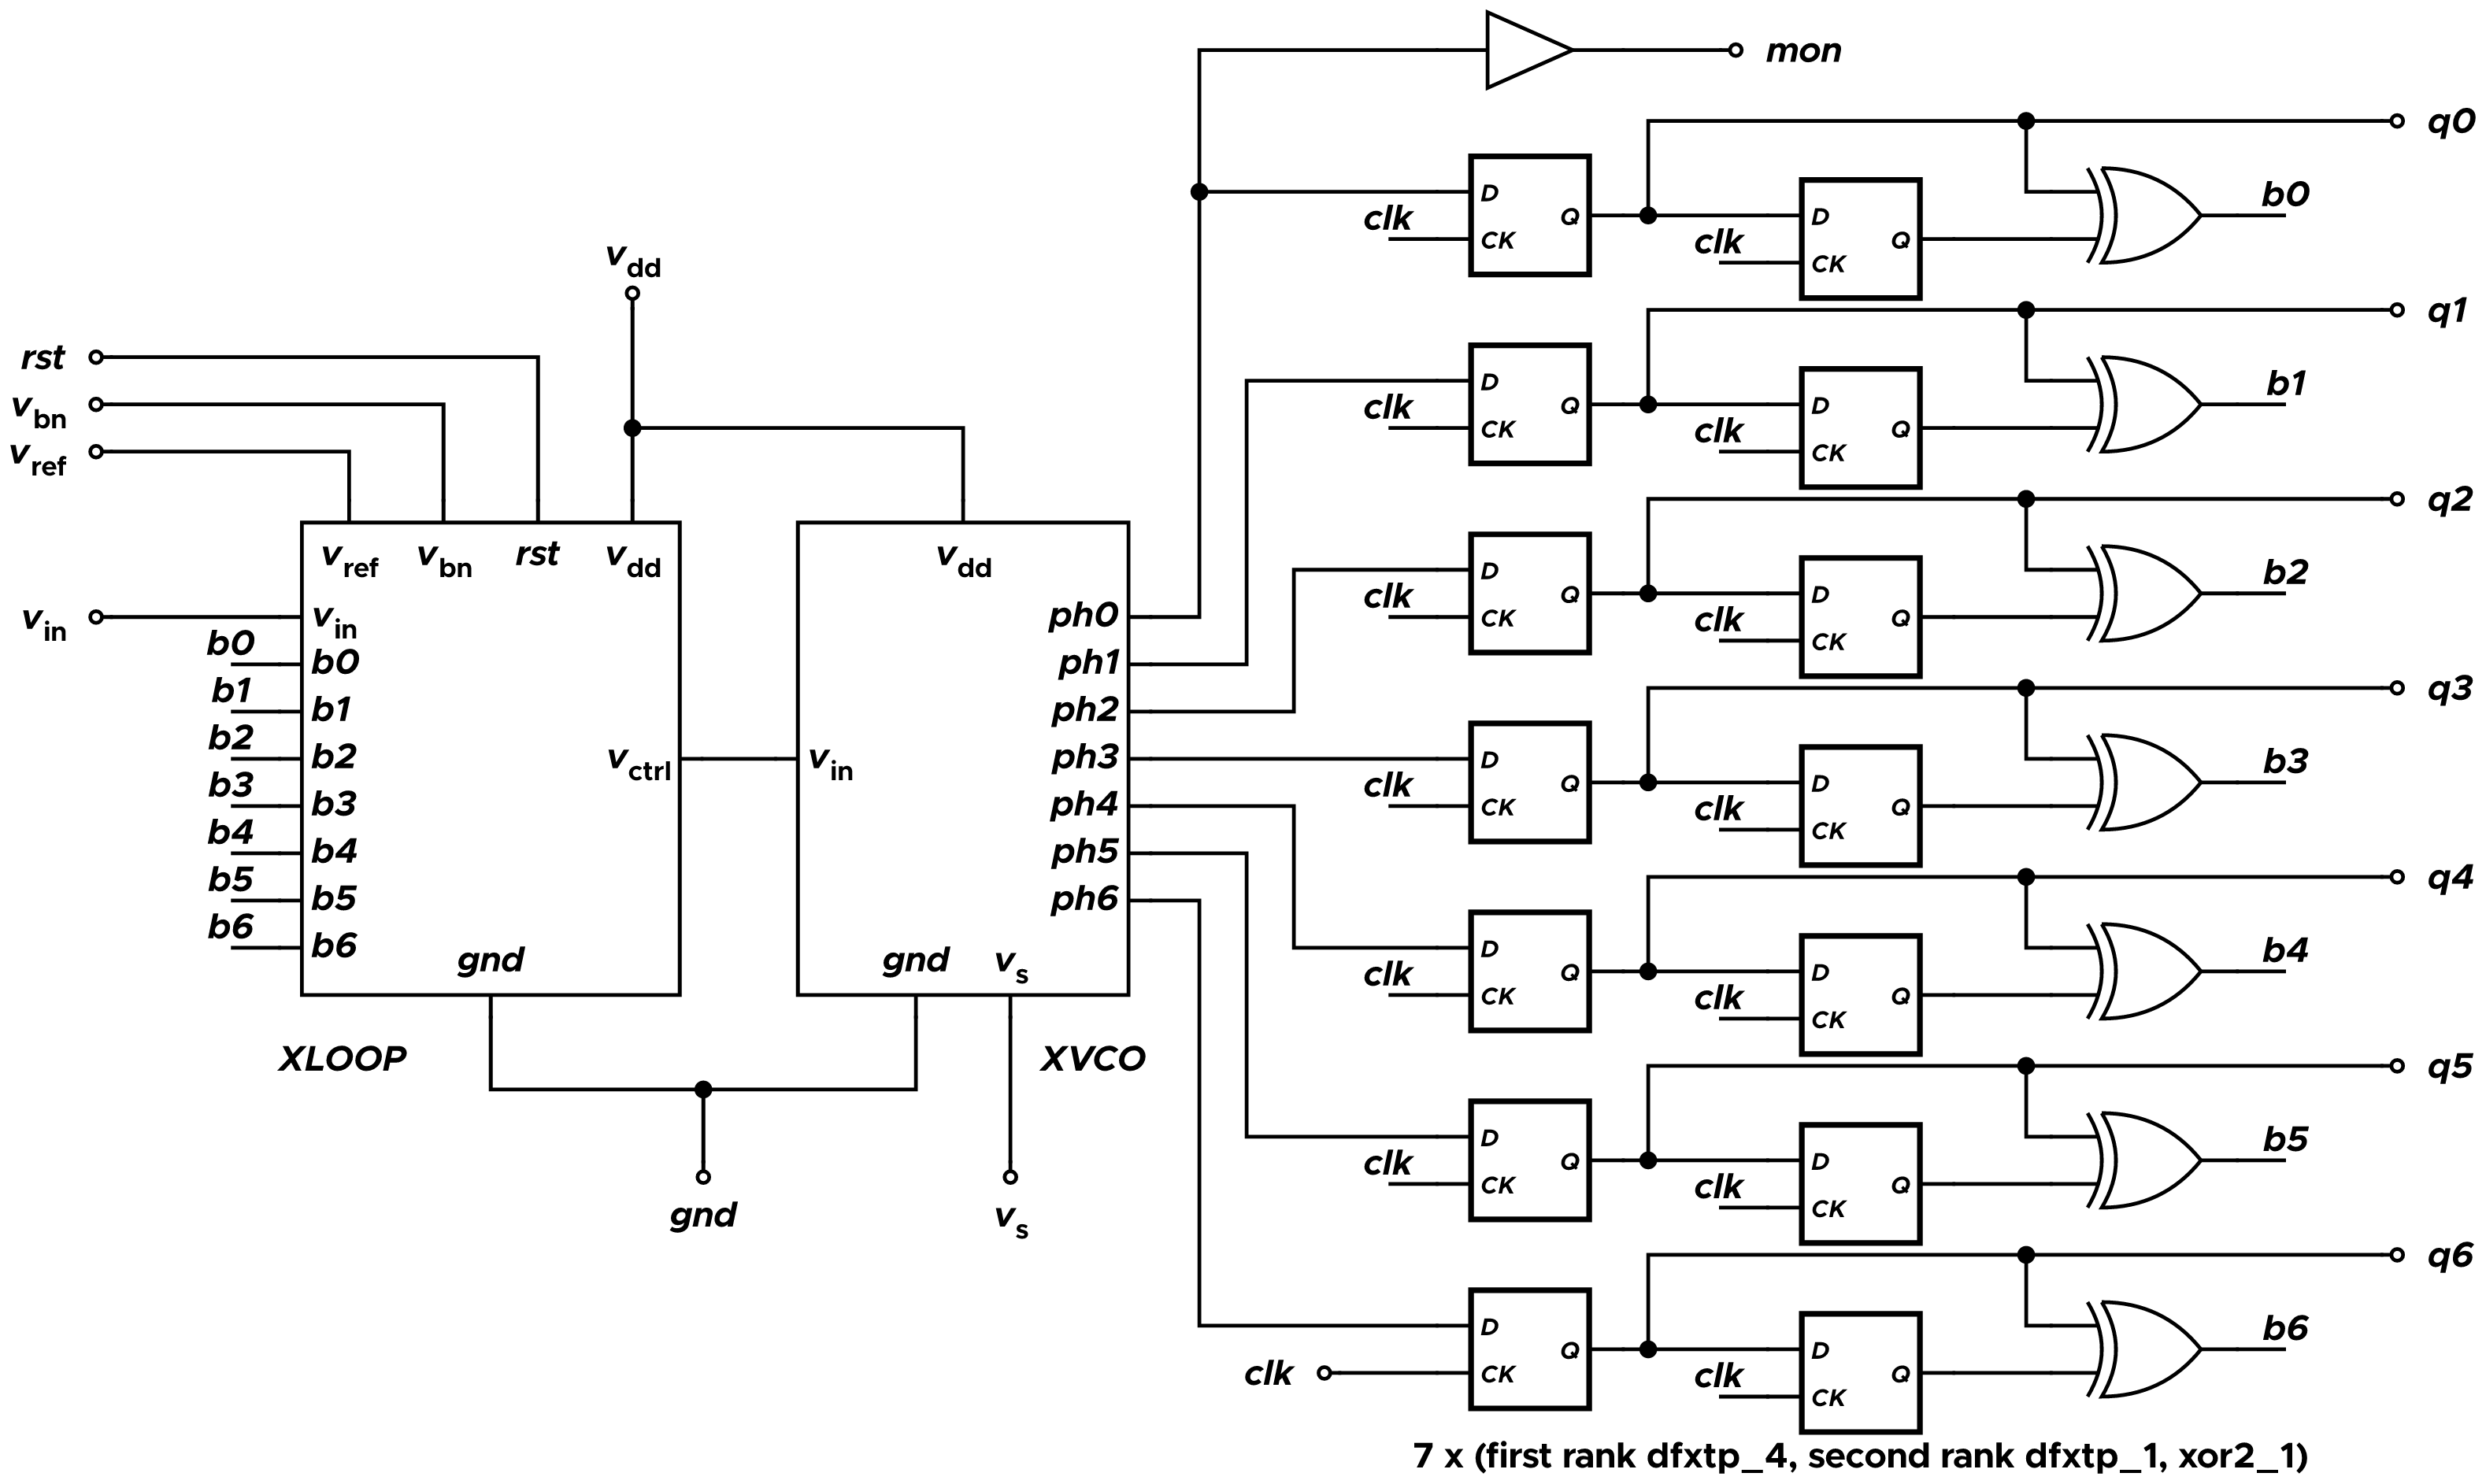 mon
q0
D
Q
clk
CK
D
Q
clk
CK
b0
q1
D
Q
clk
CK
D
Q
clk
CK
b1
q2
D
Q
clk
CK
D
Q
clk
CK
b2
q3
D
Q
clk
CK
D
Q
clk
CK
b3
q4
D
Q
clk
CK
D
Q
clk
CK
b4
q5
D
Q
clk
CK
D
Q
clk
CK
b5
q6
D
Q
clk
CK
D
Q
clk
CK
b6
vdd
rst
vbn
vref
vin
vref
vbn
rst
vdd
vin
b0
b0
b1
b1
b2
b2
b3
b3
b4
b4
b5
b5
b6
b6
vctrl
gnd
XLOOP
vdd
vin
ph0
ph1
ph2
ph3
ph4
ph5
ph6
gnd
vs
XVCO
gnd
vs
7 x (first rank dfxtp_4, second rank dfxtp_1, xor2_1)